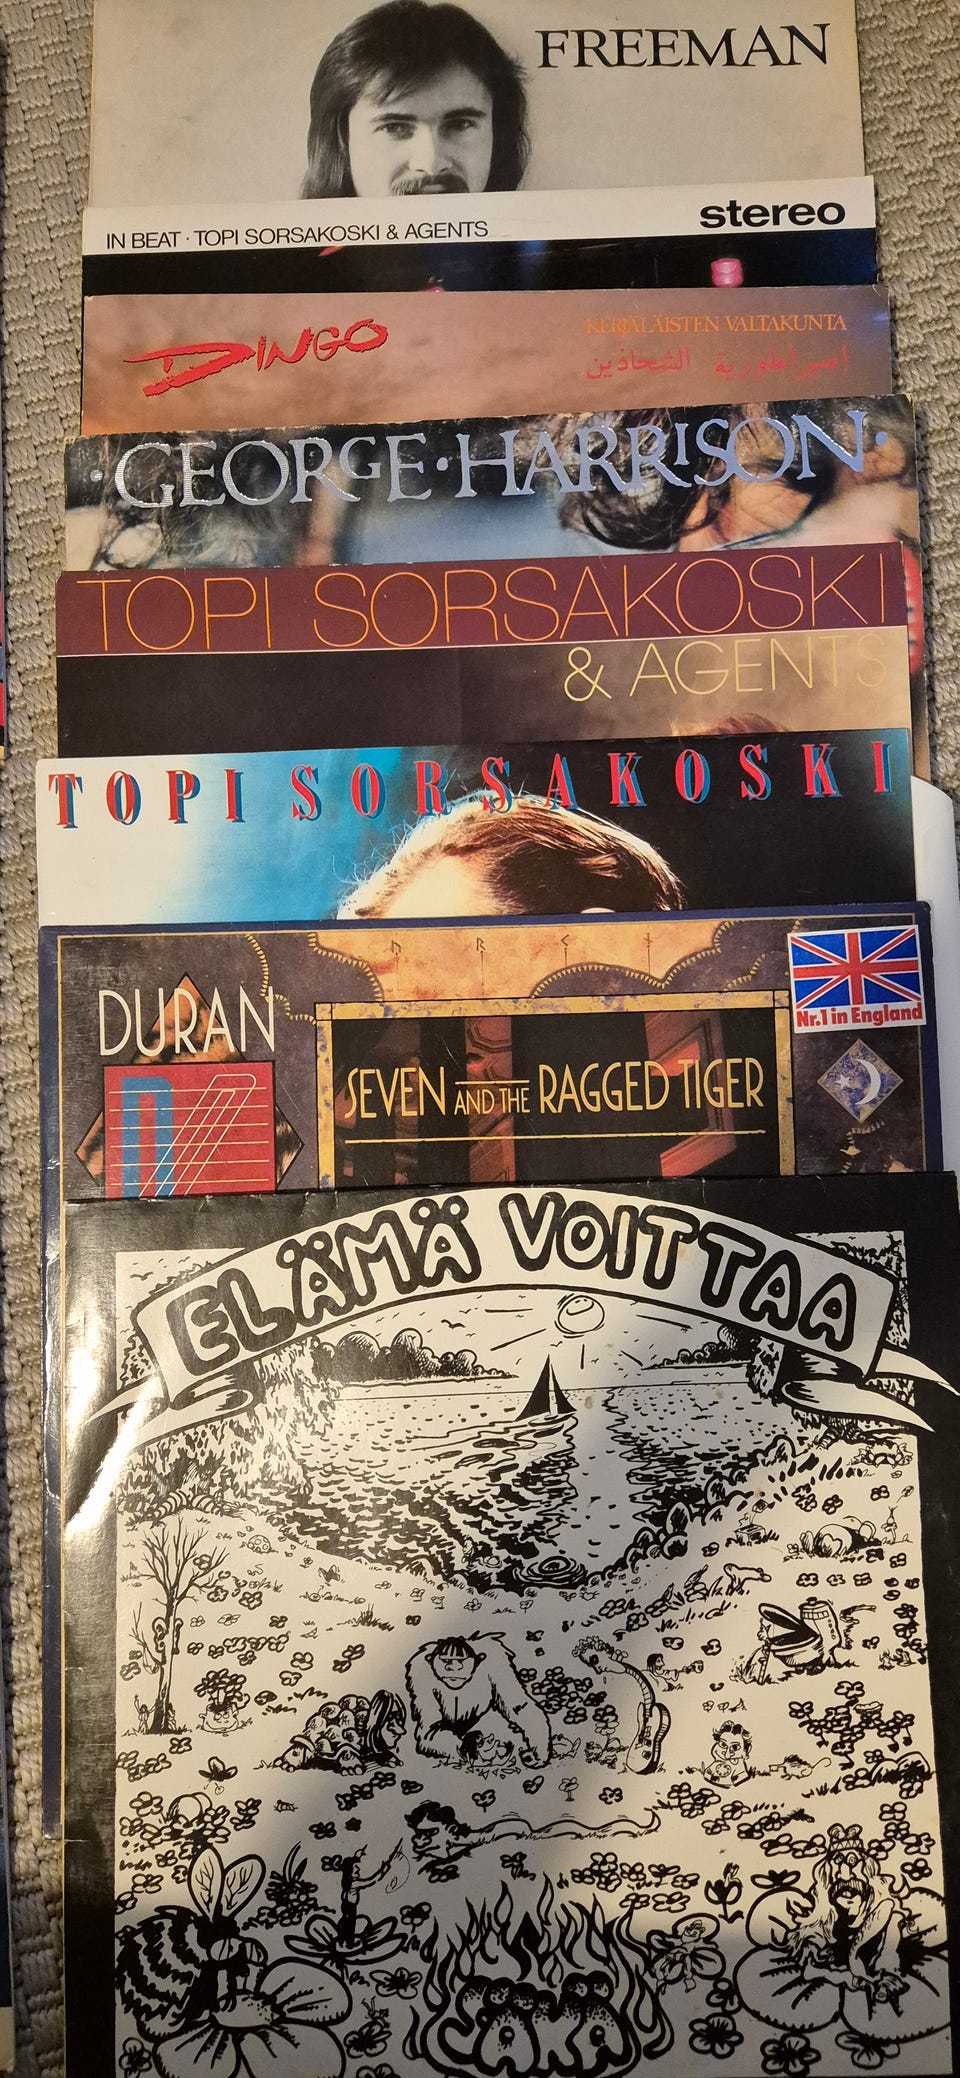 FREEMAN
stereo
IN BEAT · TOPI SORSAKOSKI & AGENTS
DINGO
KERJÄLÄISTEN VALTAKUNTA
إمبراطورية الشحاذين
·GEORGE·HARRISON·
TOPI SORSAKOSKI
& AGENTS
TOPI SORSAKOSKI
DURAN
Nr.1 in England
SEVEN AND THE RAGGED TIGER
ELÄMÄ VOITTAA